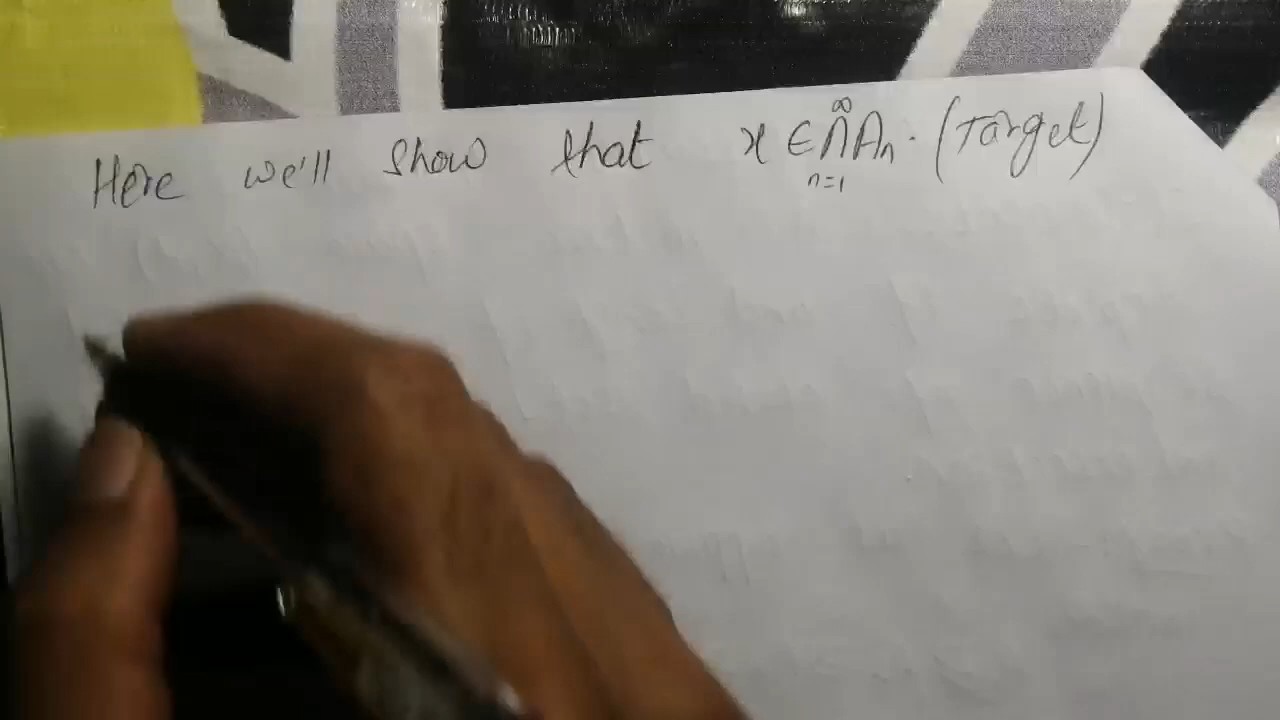 Here we'll show that x ∈ ∞∩n=1 An. (Target)